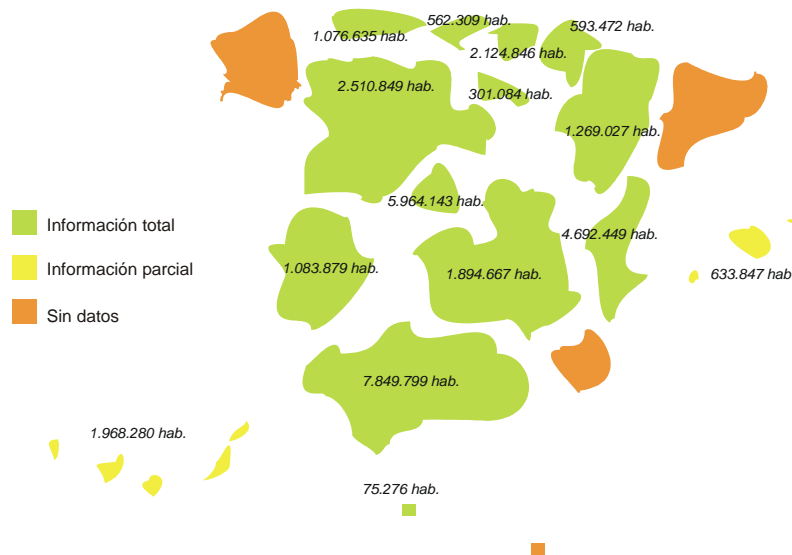 562.309 hab.
593.472 hab.
1.076.635 hab.
2.124.846 hab.
2.510.849 hab.
301.084 hab.
1.269.027 hab.
5.964.143 hab.
Información total
4.692.449 hab.
Información parcial
1.083.879 hab.
1.894.667 hab.
633.847 hab
Sin datos
7.849.799 hab.
1.968.280 hab.
75.276 hab.